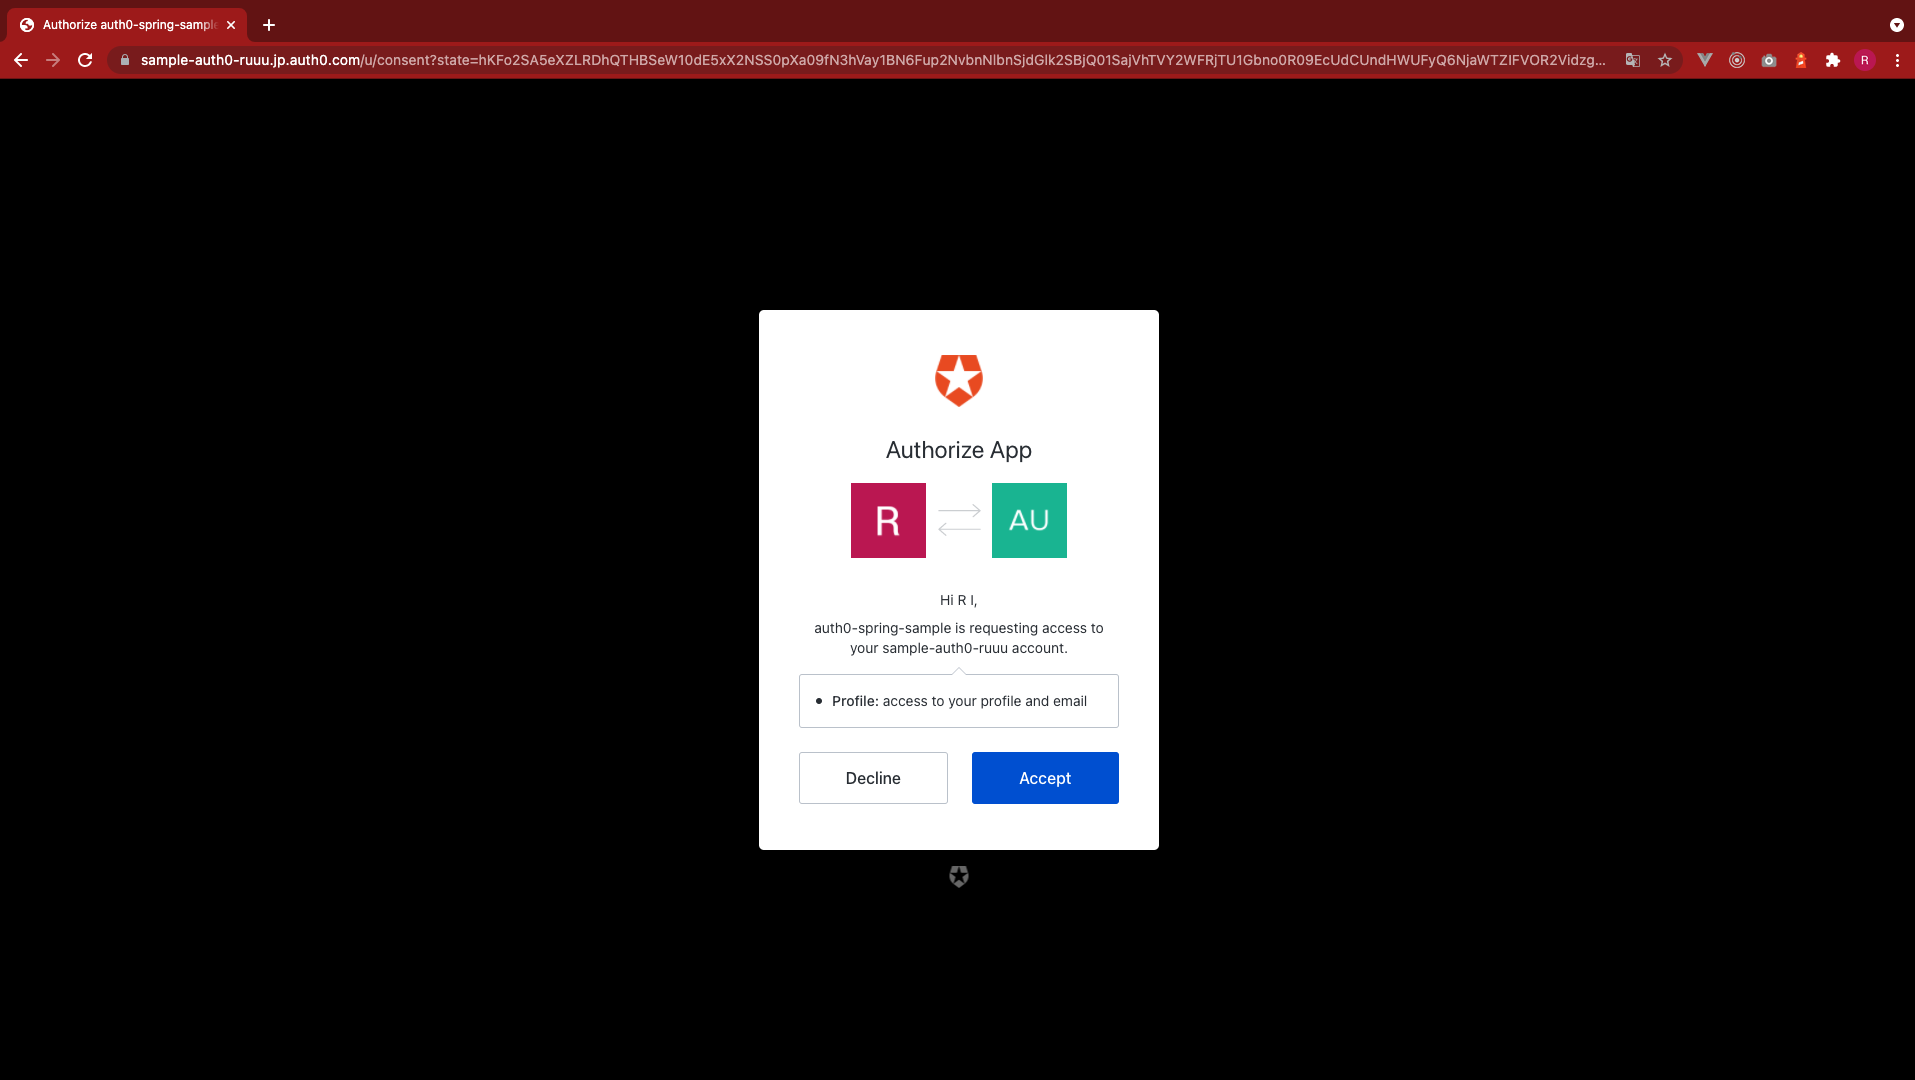 Authorize auth0-spring-sample
sample-auth0-ruuu.jp.auth0.com/u/consent?state=hKFo2SA5eXZLRDhQTHBSeW10dE5xX2NSS0pXa09fN3hVay1BN6Fup2NvbnNlbnSjdGlk2SBjQ01SajVhTVY2WFRjTU1Gbno0R09EcUdCUndHWUFyQ6NjaWTZIFVOR2Vidzg...
R
Authorize App
R
AU
Hi R I,
auth0-spring-sample is requesting access to
your sample-auth0-ruuu account.
Profile: access to your profile and email
Decline
Accept